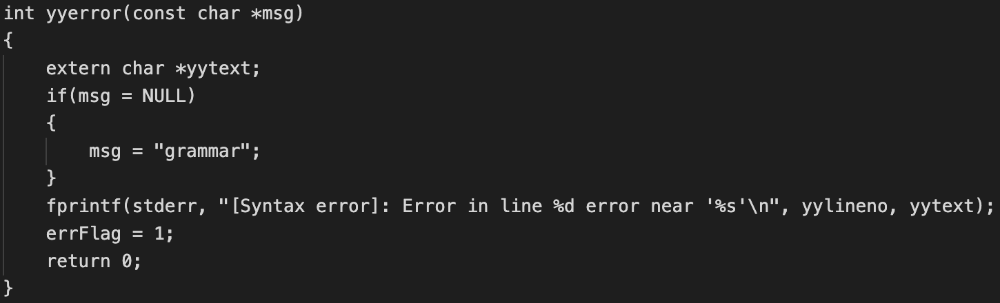 int yyerror(const char *msg)
{
    extern char *yytext;
    if(msg = NULL)
    {
        msg = "grammar";
    }
    fprintf(stderr, "[Syntax error]: Error in line %d error near '%s'\n", yylineno, yytext);
    errFlag = 1;
    return 0;
}